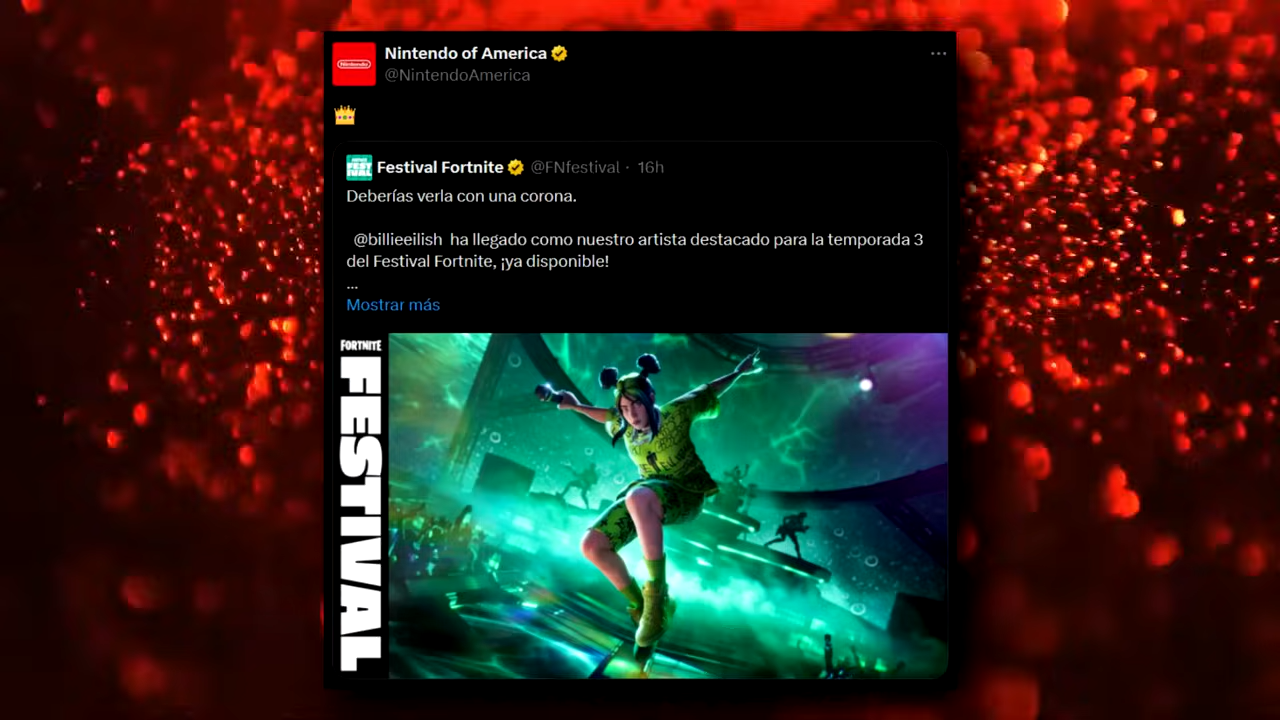 Nintendo of America
@NintendoAmerica
Nintendo
👑
Festival Fortnite @FNfestival · 16h
Deberías verla con una corona.
@billieeilish ha llegado como nuestro artista destacado para la temporada 3
del Festival Fortnite, ¡ya disponible!
...
Mostrar más
FORTNITE
FESTIVAL